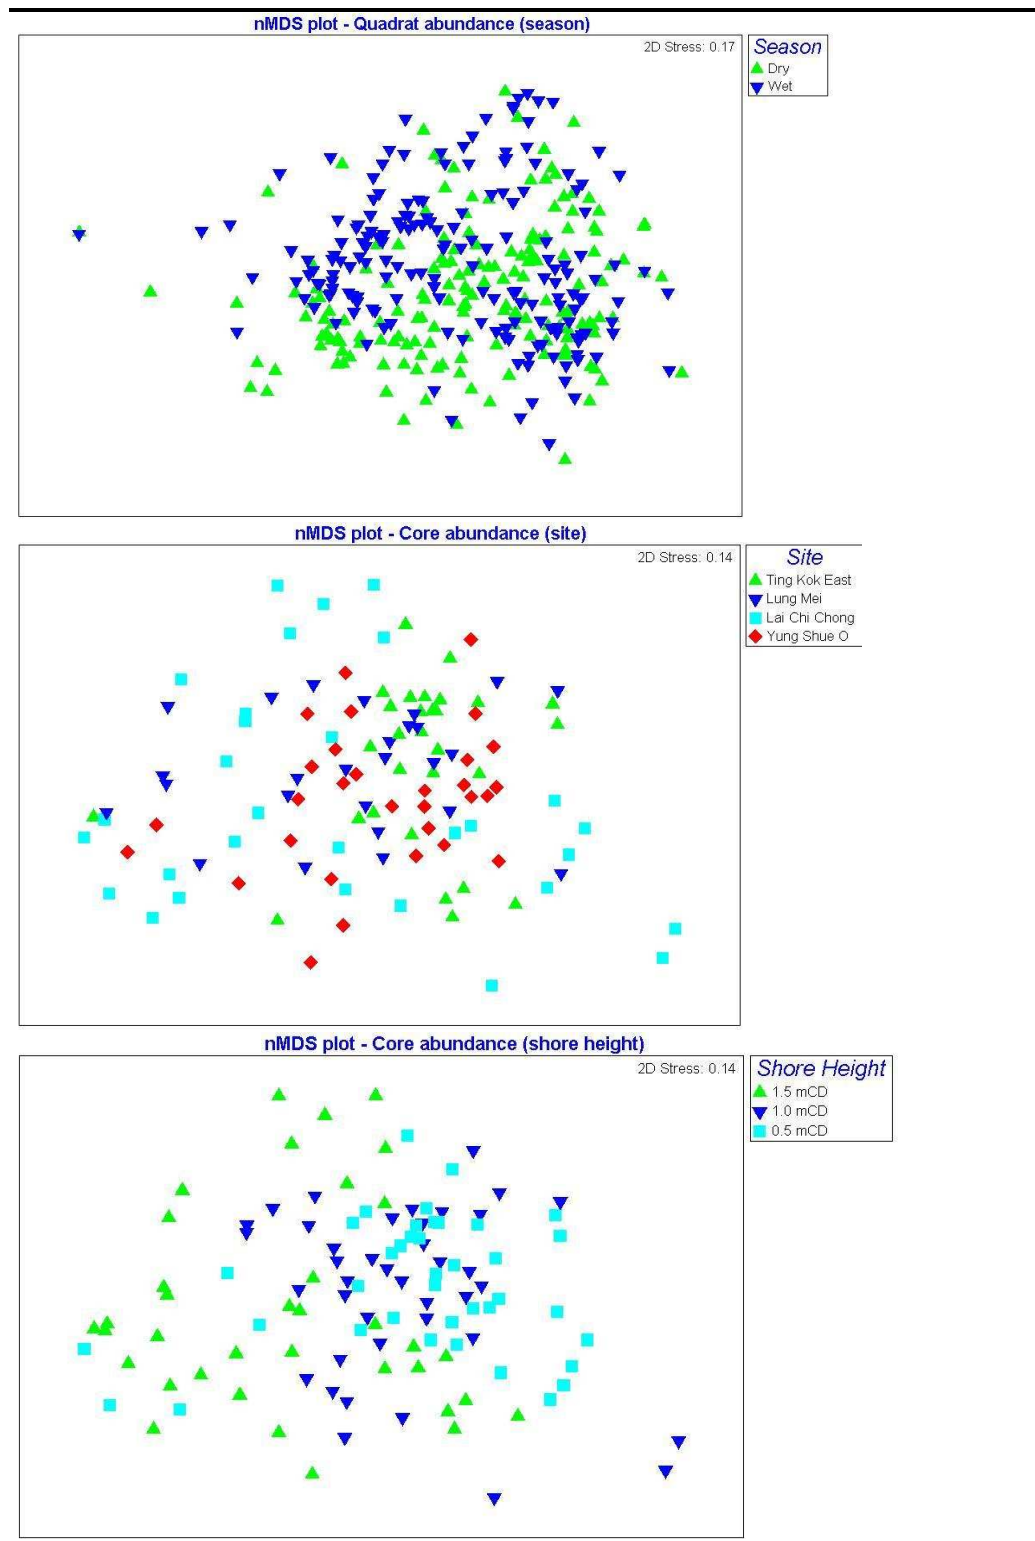 nMDS plot - Quadrat abundance (season)
2D Stress: 0.17
Season
Dry
Wet
nMDS plot - Core abundance (site)
2D Stress: 0.14
Site
Ting Kok East
Lung Mei
Lai Chi Chong
Yung Shue O
nMDS plot - Core abundance (shore height)
2D Stress: 0.14
Shore Height
1.5 mCD
1.0 mCD
0.5 mCD